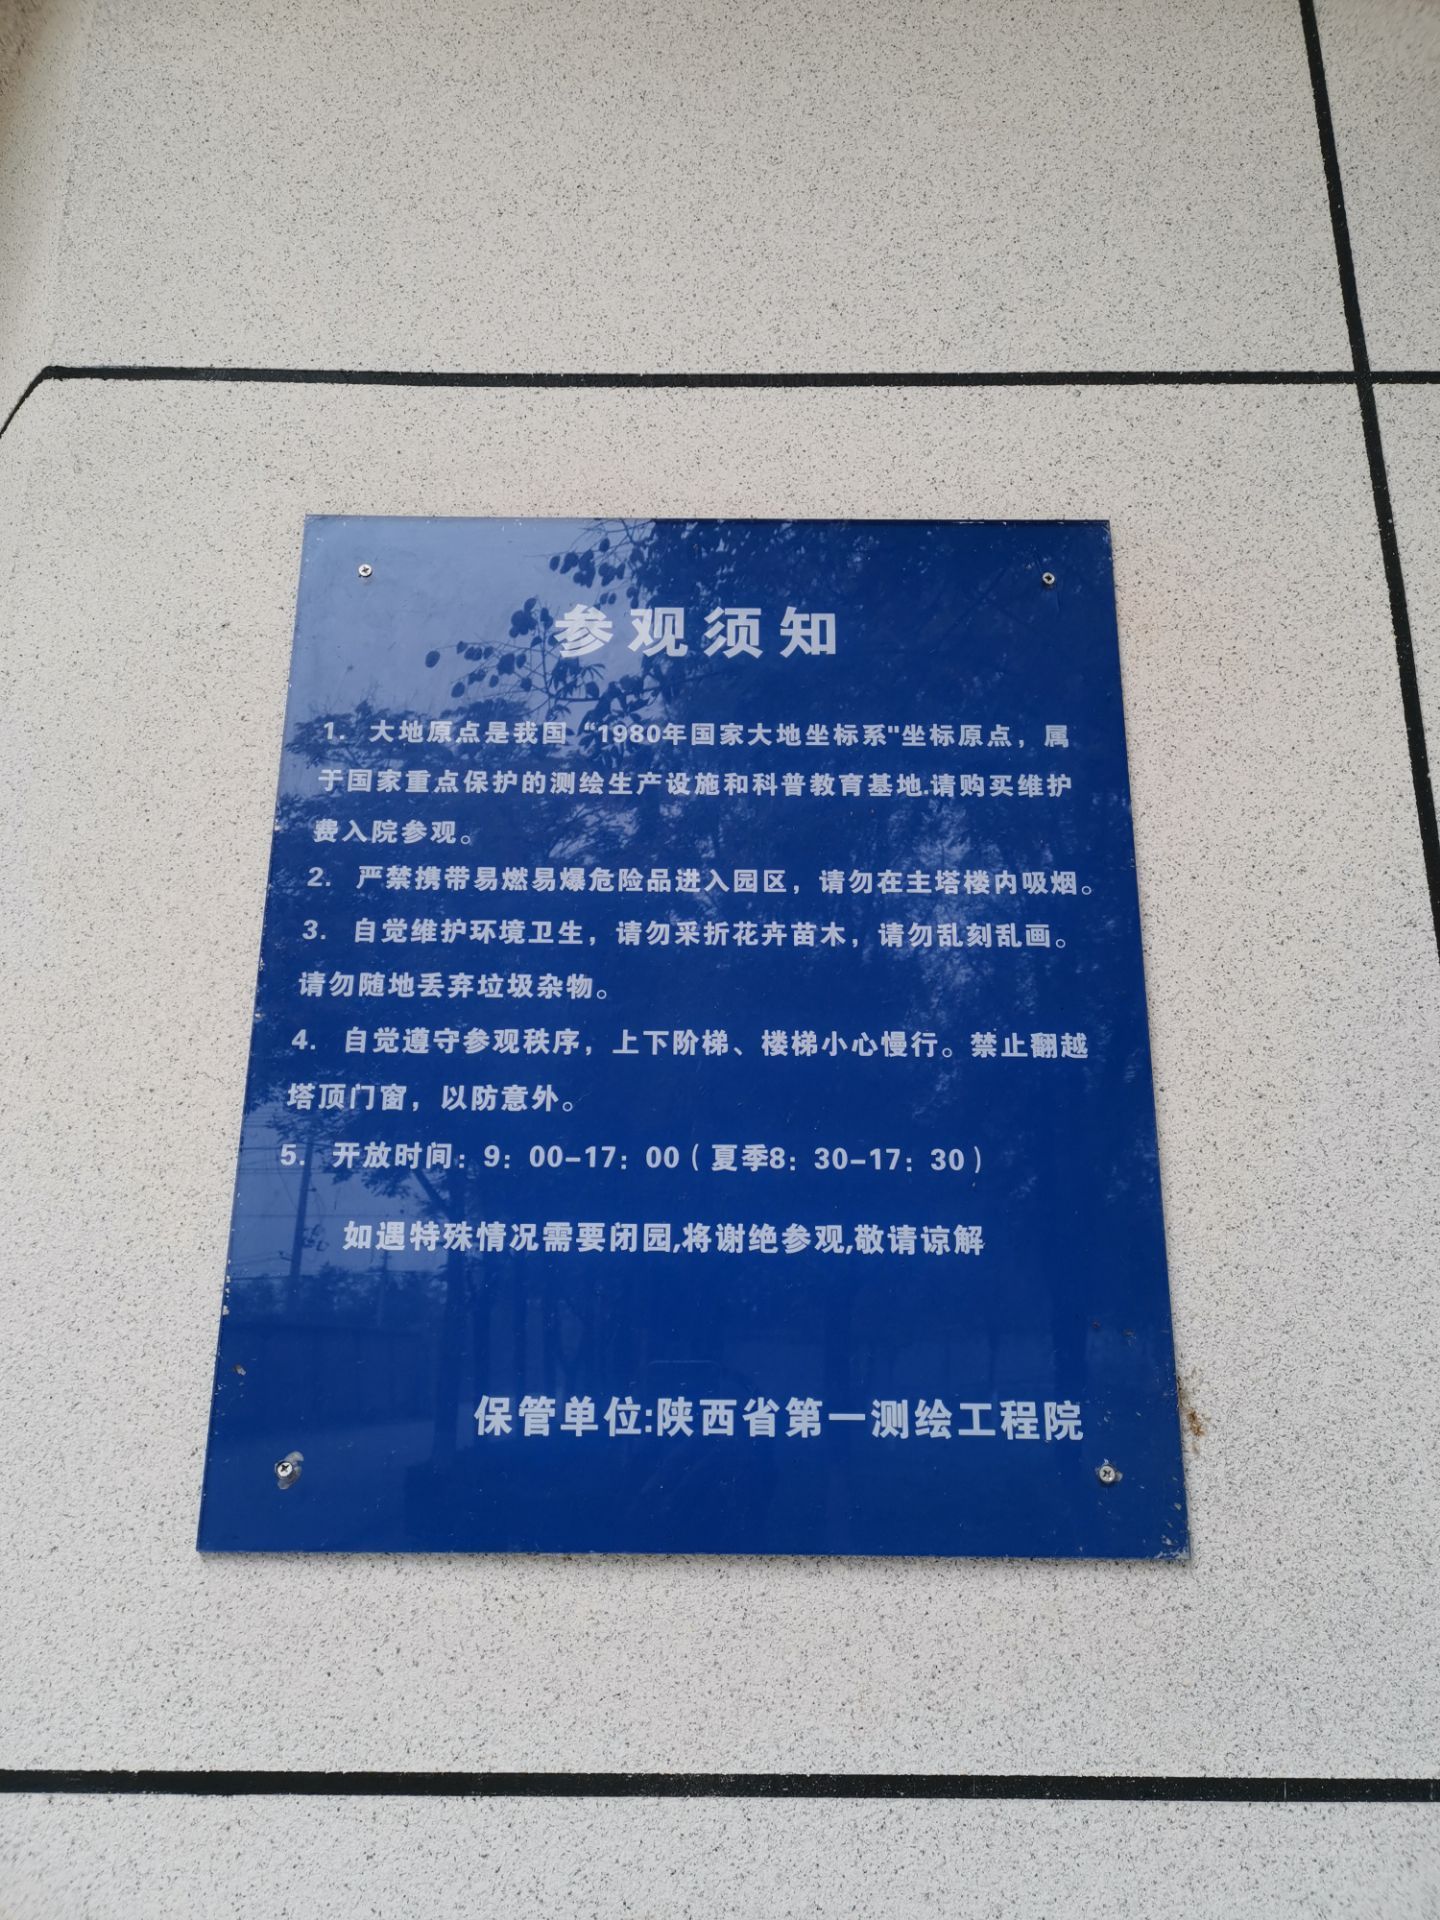 参观须知
1. 大地原点是我国“1980年国家大地坐标系"坐标原点，属
于国家重点保护的测绘生产设施和科普教育基地.请购买维护
费入院参观。
2. 严禁携带易燃易爆危险品进入园区，请勿在主塔楼内吸烟。
3. 自觉维护环境卫生，请勿采折花卉苗木，请勿乱刻乱画。
请勿随地丢弃垃圾杂物。
4. 自觉遵守参观秩序，上下阶梯、楼梯小心慢行。禁止翻越
塔顶门窗，以防意外。
5. 开放时间：9：00-17：00（夏季8：30-17：30）
如遇特殊情况需要闭园,将谢绝参观,敬请谅解
保管单位:陕西省第一测绘工程院